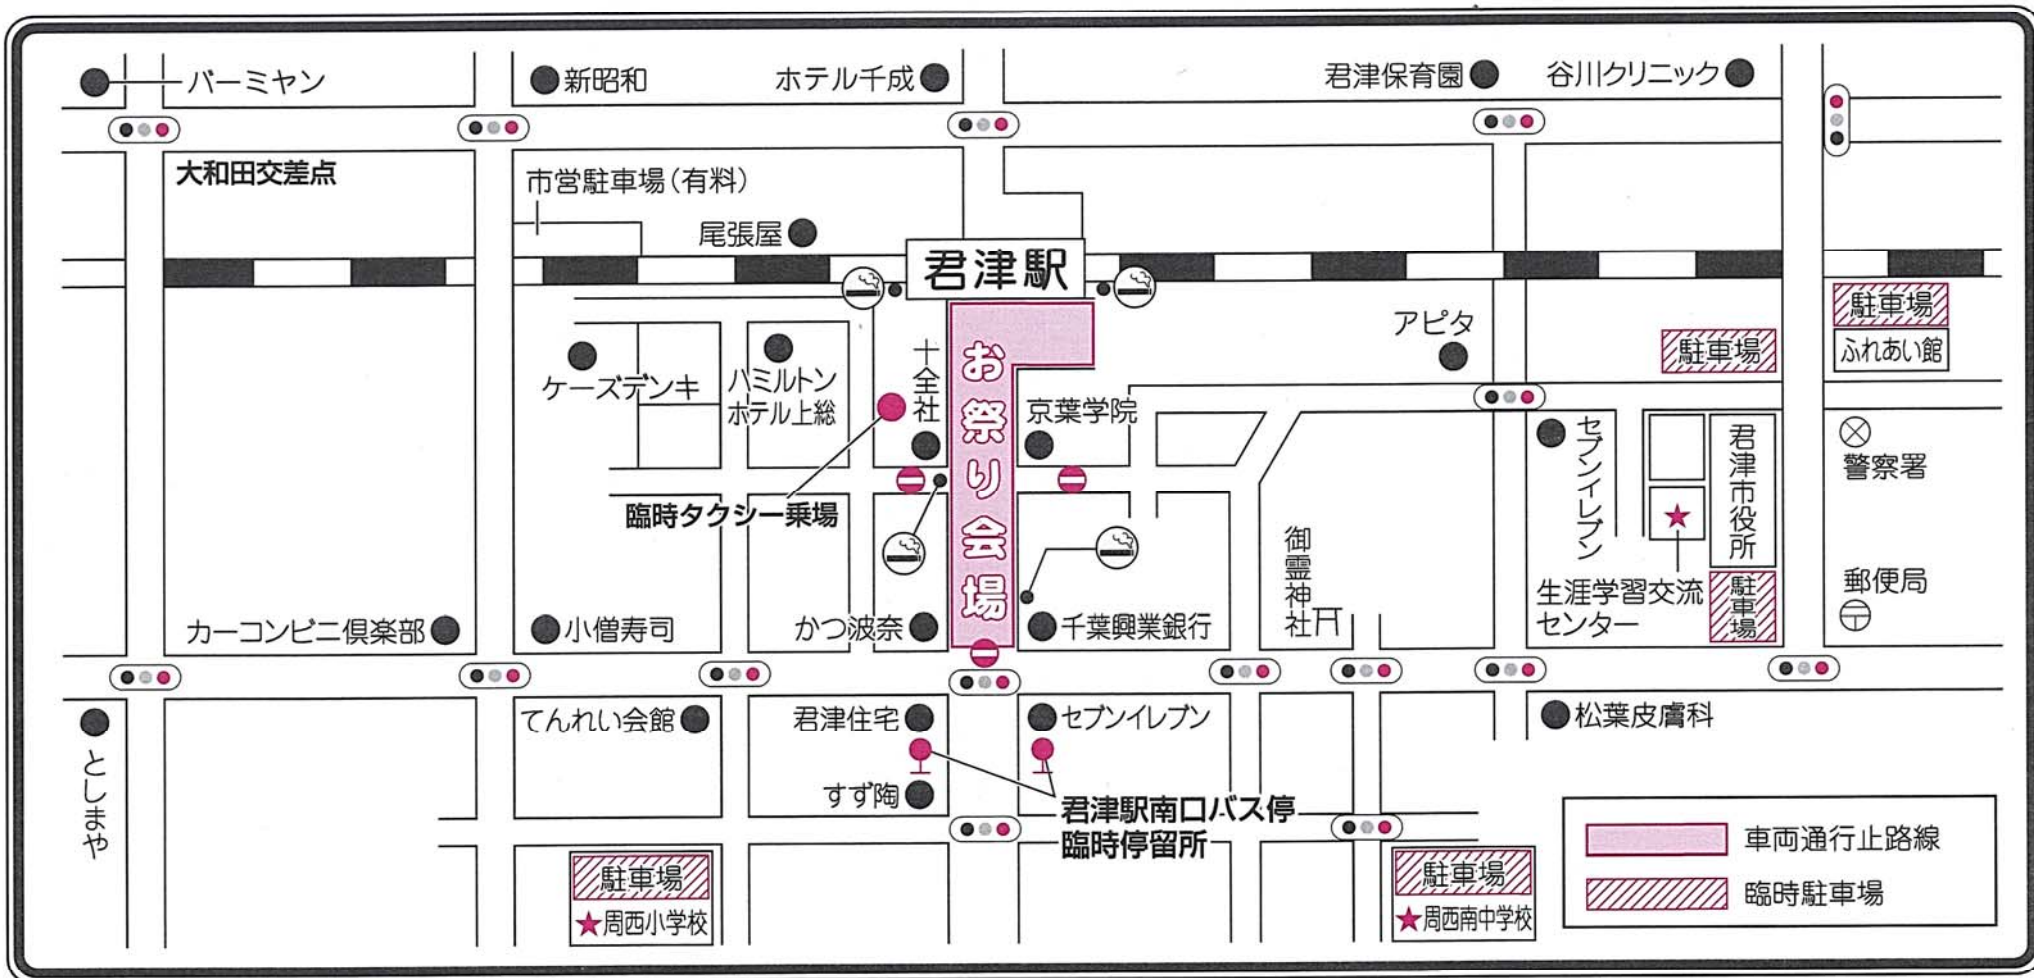 バーミヤン
新昭和
ホテル千成
君津保育園
谷川クリニック
大和田交差点
市営駐車場(有料)
尾張屋
君津駅
アピタ
駐車場
駐車場
ふれあい館
ケーズデンキ
ハミルトン
ホテル上総
十全社
お祭り会場
京葉学院
セブンイレブン
君津市役所
警察署
臨時タクシー乗場
御霊神社
生涯学習交流
センター
駐車場
郵便局
カーコンビニ倶楽部
小僧寿司
かつ波奈
千葉興業銀行
としまや
てんれい会館
君津住宅
セブンイレブン
松葉皮膚科
すず陶
君津駅南口バス停
臨時停留所
駐車場
★周西小学校
駐車場
★周西南中学校
車両通行止路線
臨時駐車場